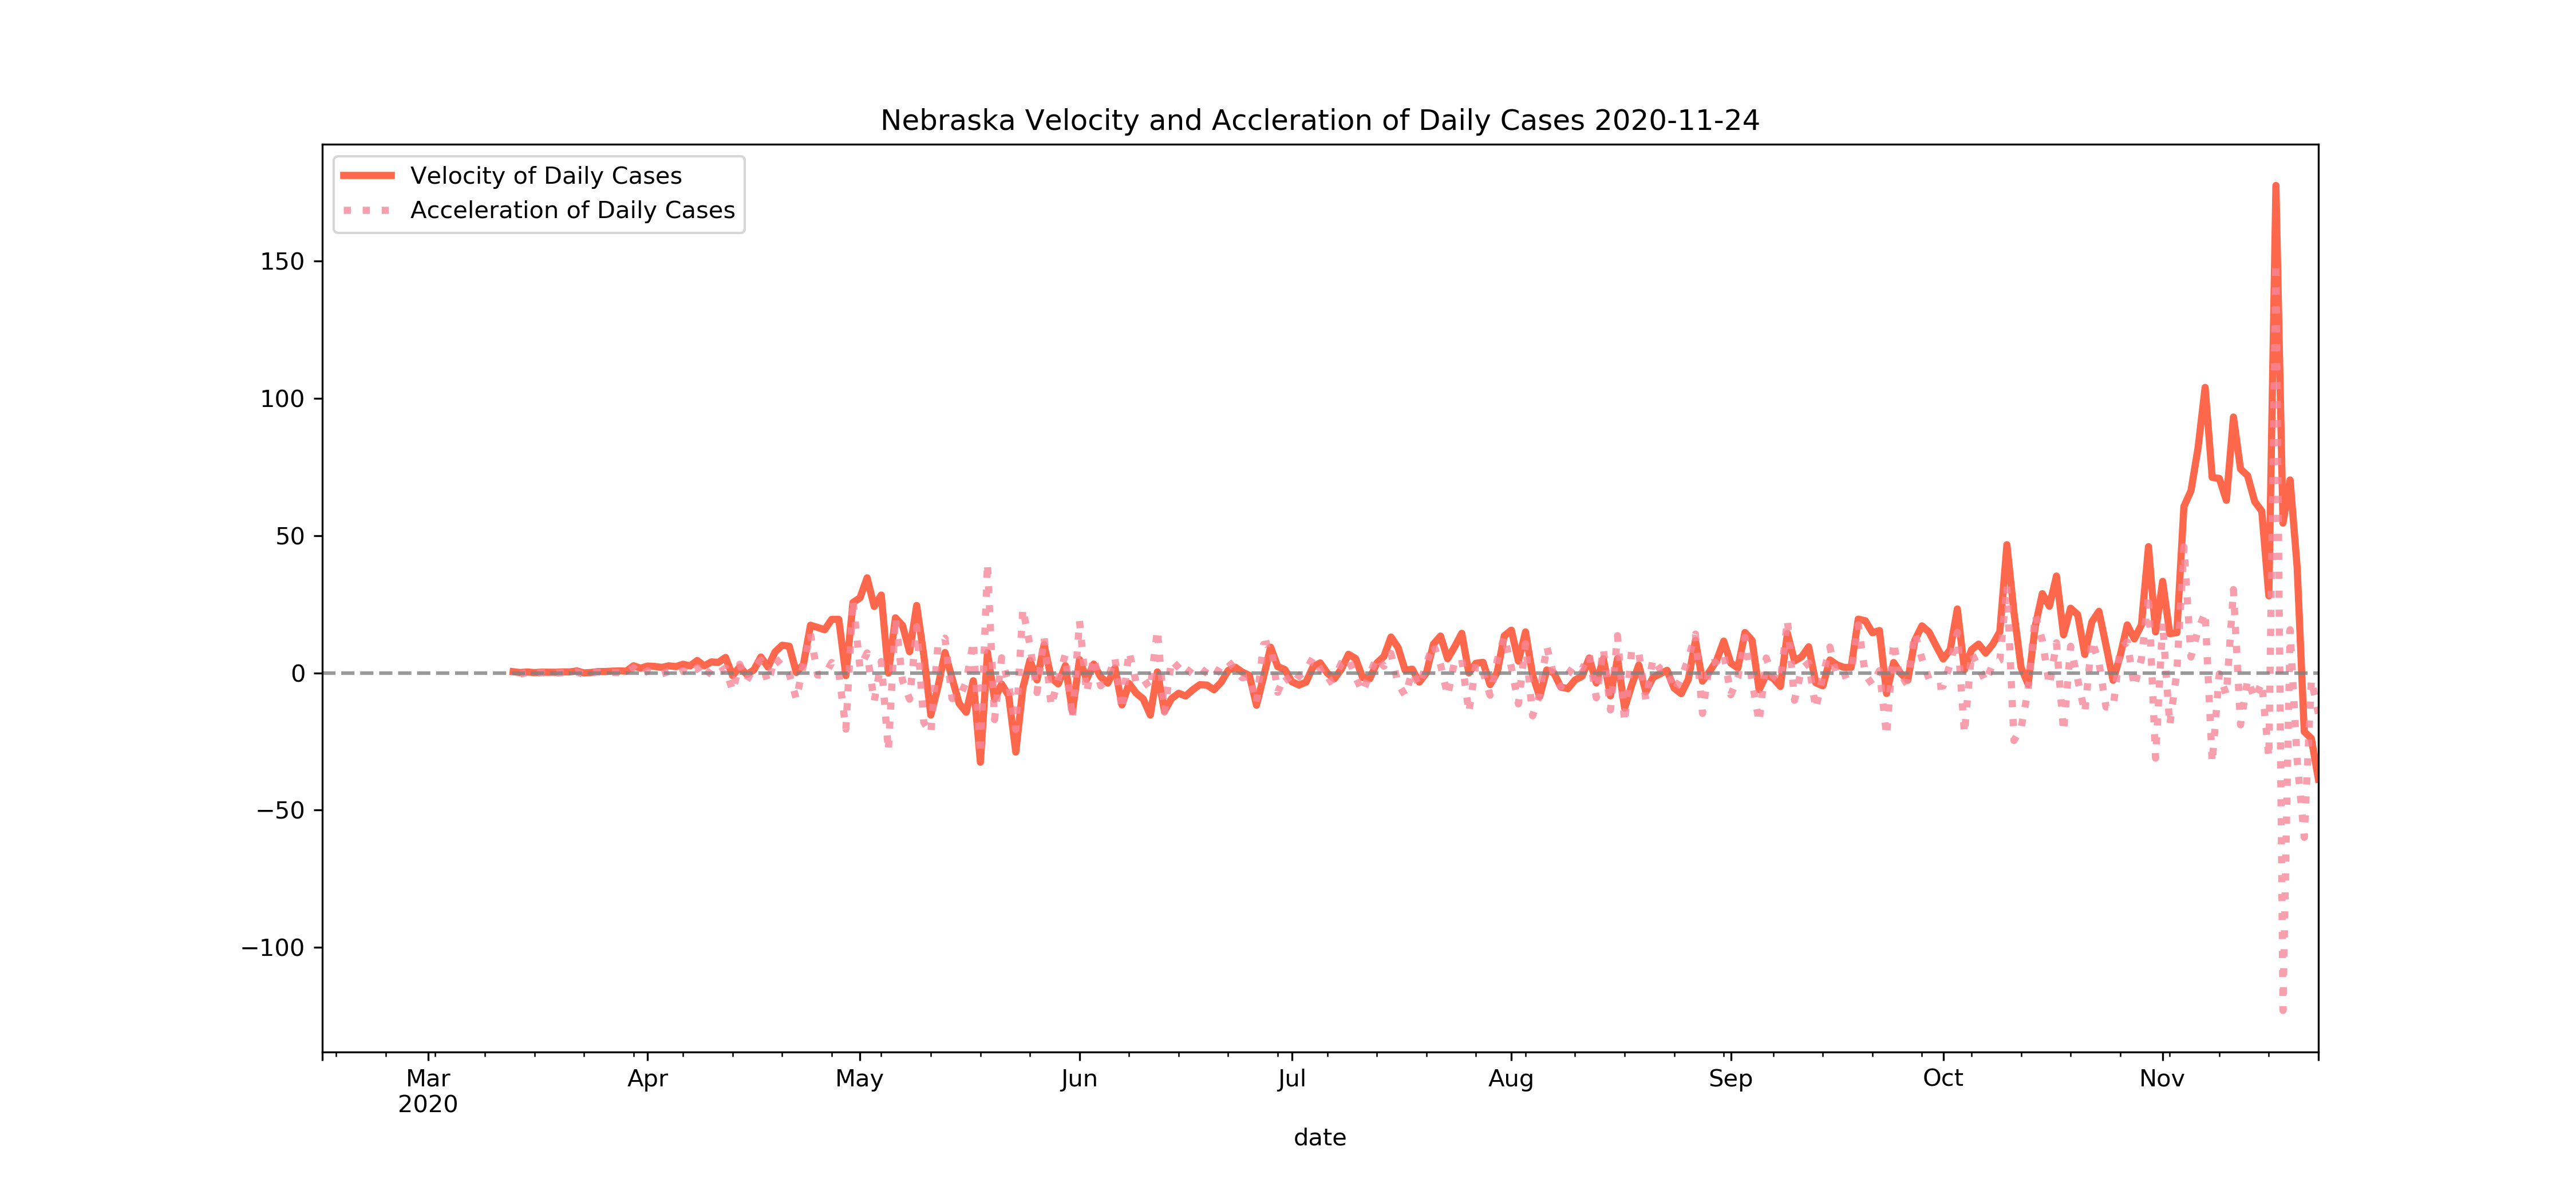 Nebraska Velocity and Accleration of Daily Cases 2020-11-24
Velocity of Daily Cases
Acceleration of Daily Cases
150
100
50
0
−50
−100
Mar Apr May Jun Jul Aug Sep Oct Nov
2020
date